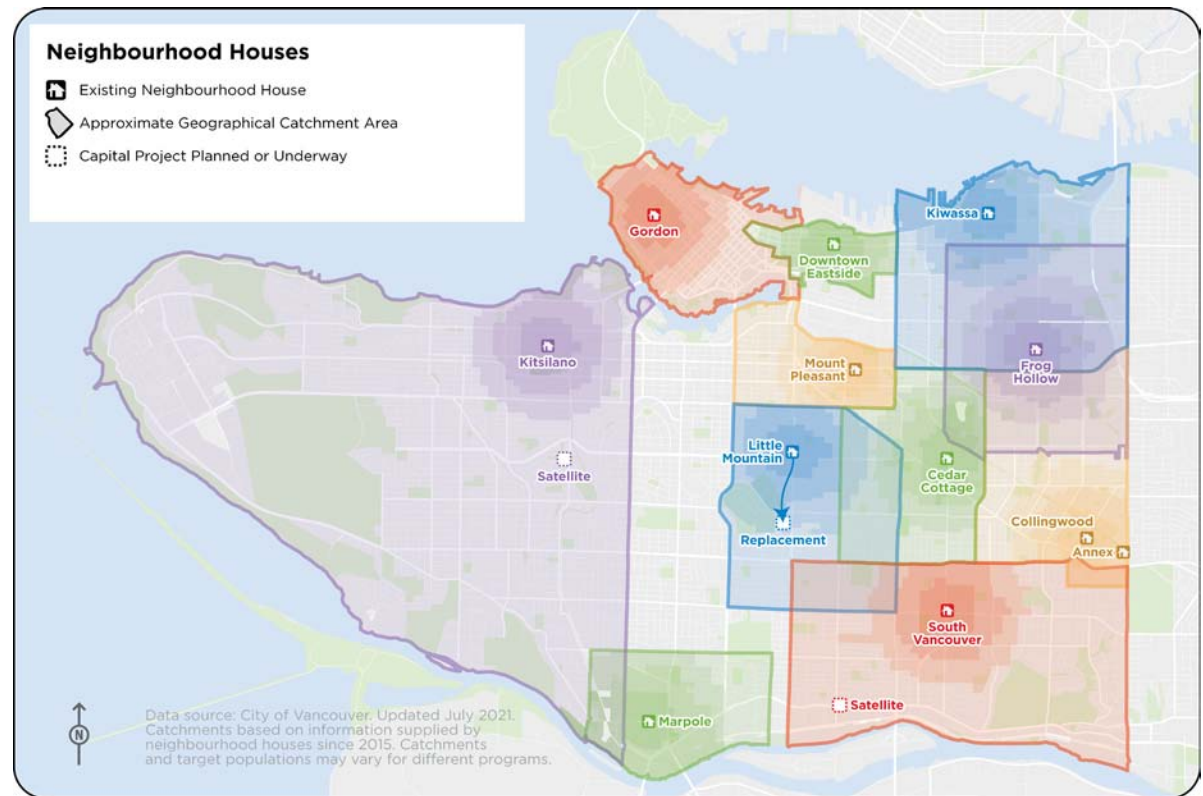 Neighbourhood Houses
Existing Neighbourhood House
Approximate Geographical Catchment Area
Capital Project Planned or Underway
Gordon
Kiwassa
Downtown
Eastside
Kitsilano
Mount
Pleasant
Frog
Hollow
Little
Mountain
Satellite
Cedar
Cottage
Replacement
Collingwood
Annex
South
Vancouver
Satellite
Marpole
N
Data source: City of Vancouver. Updated July 2021.
Catchments based on information supplied by
neighbourhood houses since 2015. Catchments
and target populations may vary for different programs.